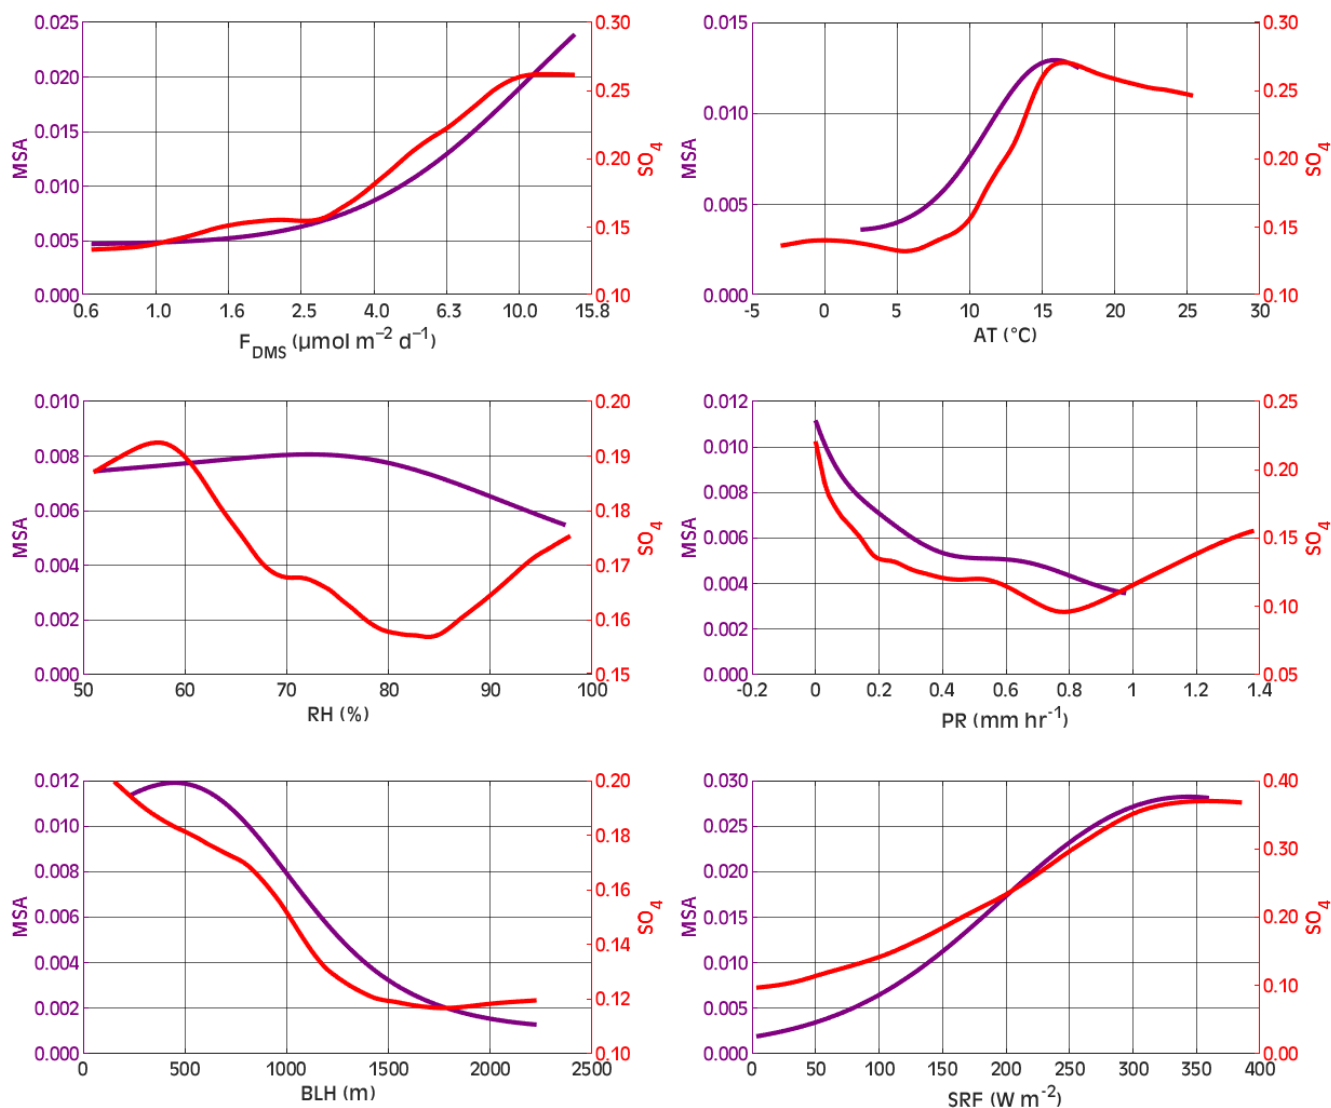 0.025
0.020
0.015
0.010
0.005
0.000
MSA
0.30
0.25
0.20
0.15
0.10
SO4
0.6 1.0 1.6 2.5 4.0 6.3 10.0 15.8
FDMS (μmol m−2 d−1)
0.015
0.010
0.005
0.000
MSA
0.30
0.25
0.20
0.15
0.10
SO4
-5 0 5 10 15 20 25 30
AT (°C)
0.010
0.008
0.006
0.004
0.002
0.000
MSA
0.20
0.19
0.18
0.17
0.16
0.15
SO4
50 60 70 80 90 100
RH (%)
0.012
0.010
0.008
0.006
0.004
0.002
0.000
MSA
0.25
0.20
0.15
0.10
0.05
SO4
-0.2 0 0.2 0.4 0.6 0.8 1 1.2 1.4
PR (mm hr-1)
0.012
0.010
0.008
0.006
0.004
0.002
0.000
MSA
0.20
0.18
0.16
0.14
0.12
0.10
SO4
0 500 1000 1500 2000 2500
BLH (m)
0.030
0.025
0.020
0.015
0.010
0.005
0.000
MSA
0.40
0.30
0.20
0.10
0.00
SO4
0 50 100 150 200 250 300 350 400
SRF (W m-2)